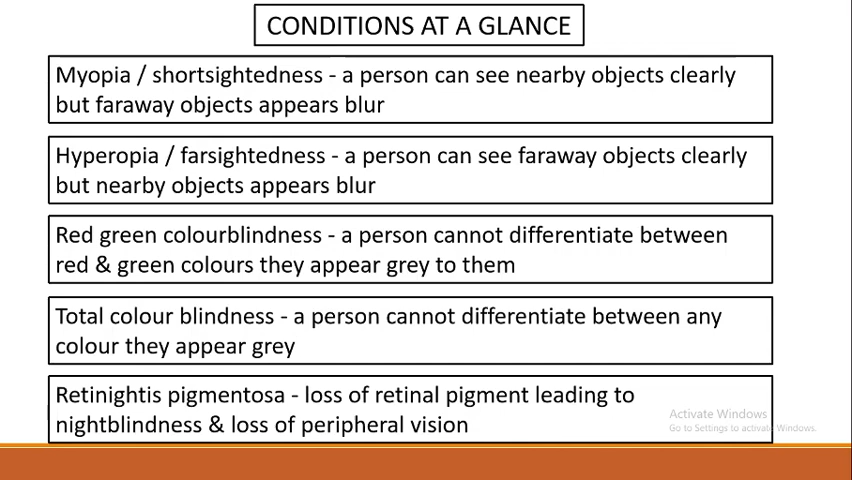 CONDITIONS AT A GLANCE
Myopia / shortsightedness - a person can see nearby objects clearly
but faraway objects appears blur
Hyperopia / farsightedness - a person can see faraway objects clearly
but nearby objects appears blur
Red green colourblindness - a person cannot differentiate between
red & green colours they appear grey to them
Total colour blindness - a person cannot differentiate between any
colour they appear grey
Retinightis pigmentosa - loss of retinal pigment leading to
nightblindness & loss of peripheral vision
Activate Windows
Go to Settings to activate Windows.